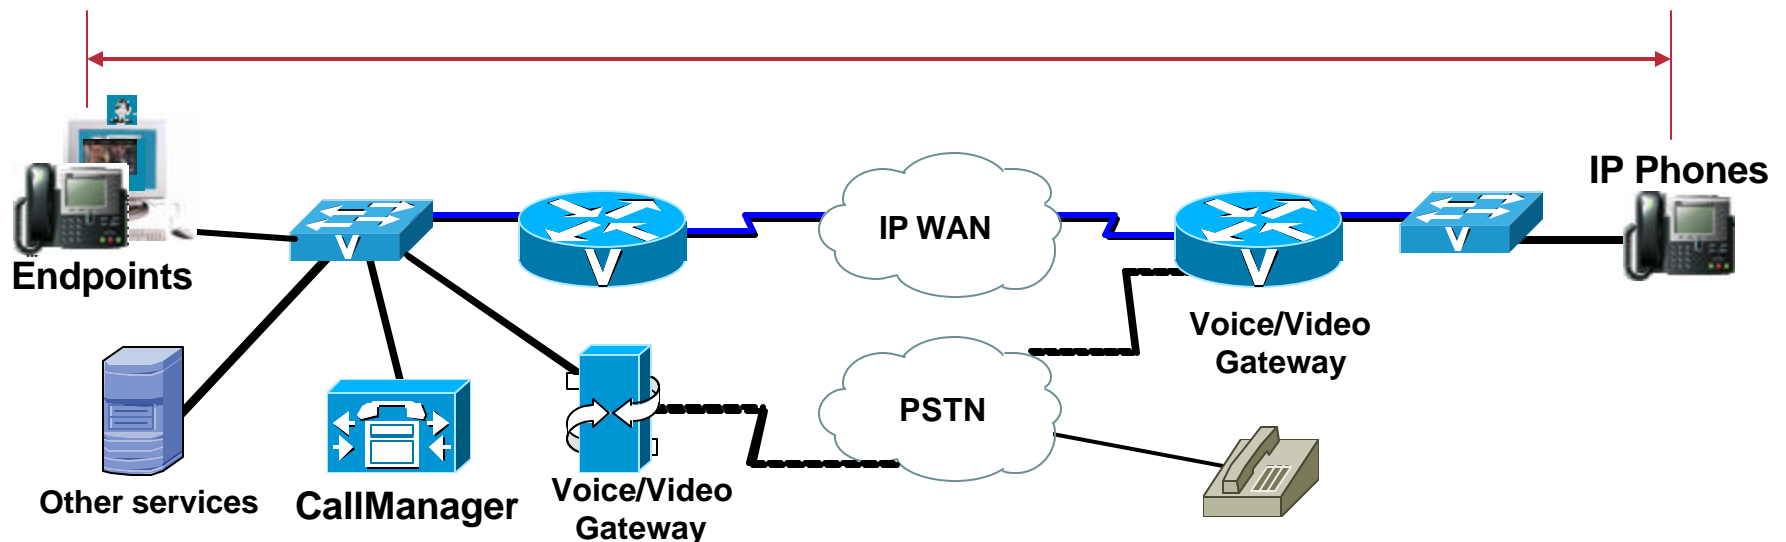 IP Phones
IP WAN
V
V
V
V
Endpoints
Voice/Video
Gateway
PSTN
Other services
CallManager
Voice/Video
Gateway